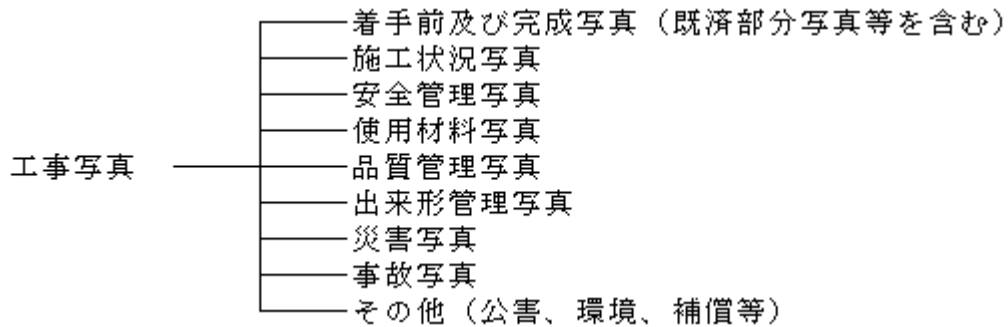 着手前及び完成写真（既済部分写真等を含む）
施工状況写真
安全管理写真
使用材料写真
工事写真
品質管理写真
出来形管理写真
災害写真
事故写真
その他（公害、環境、補償等）